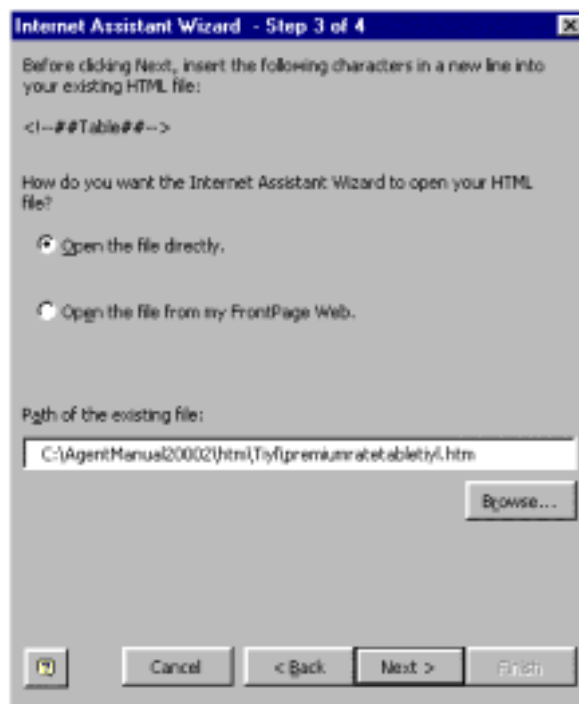 Internet Assistant Wizard - Step 3 of 4
Before clicking Next, insert the following characters in a new line into
your existing HTML file:
<!--##Table##-->
How do you want the Internet Assistant Wizard to open your HTML
file?
Open the file directly.
Open the file from my FrontPage Web.
Path of the existing file:
C:\AgentManual20002\html\Tiyl\premiumratetabletiyl.htm
Browse...
Cancel
< Back
Next >
Finish